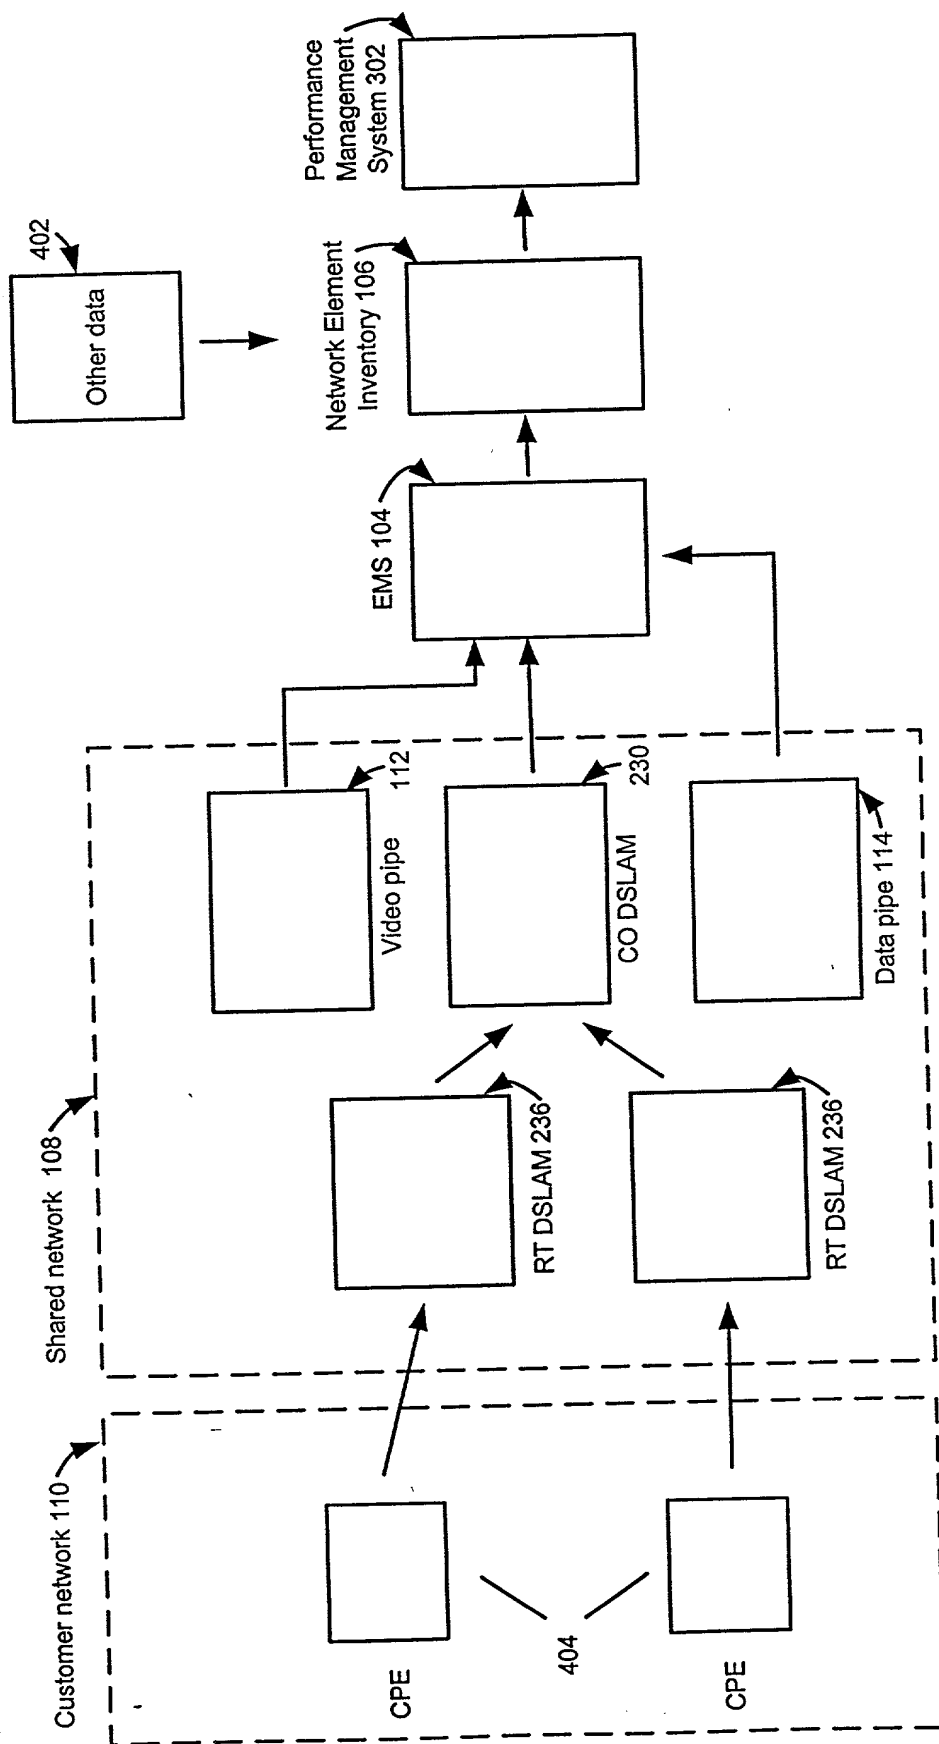 Customer network 110
CPE
404
CPE
Shared network 108
RT DSLAM 236
RT DSLAM 236
Video pipe
112
CO DSLAM
230
Data pipe 114
EMS 104
Network Element
Inventory 106
Other data
402
Performance
Management
System 302